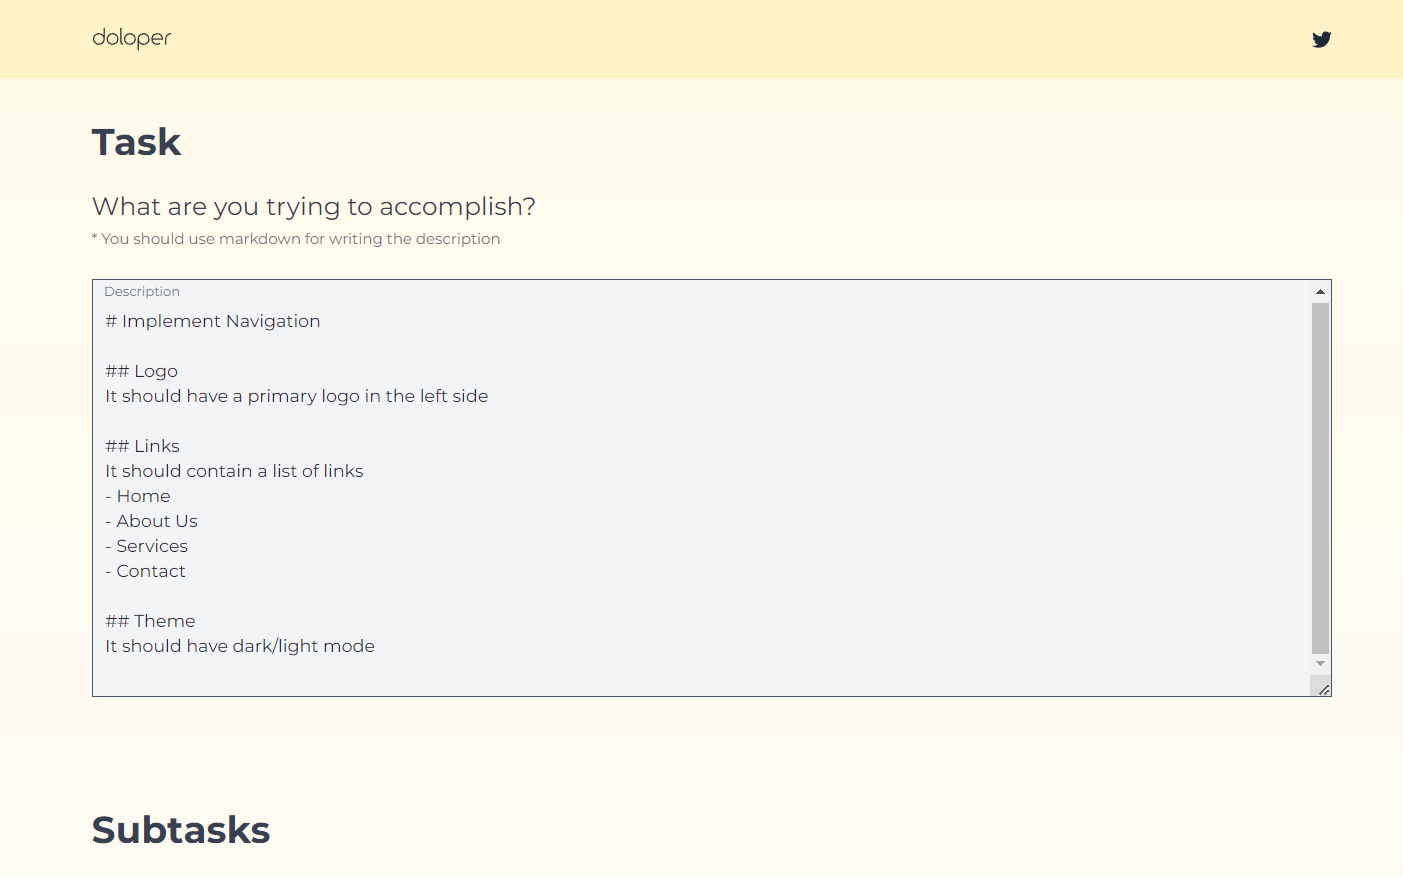 doloper
Task
What are you trying to accomplish?
* You should use markdown for writing the description
Description
# Implement Navigation
## Logo
It should have a primary logo in the left side
## Links
It should contain a list of links
- Home
- About Us
- Services
- Contact
## Theme
It should have dark/light mode
Subtasks